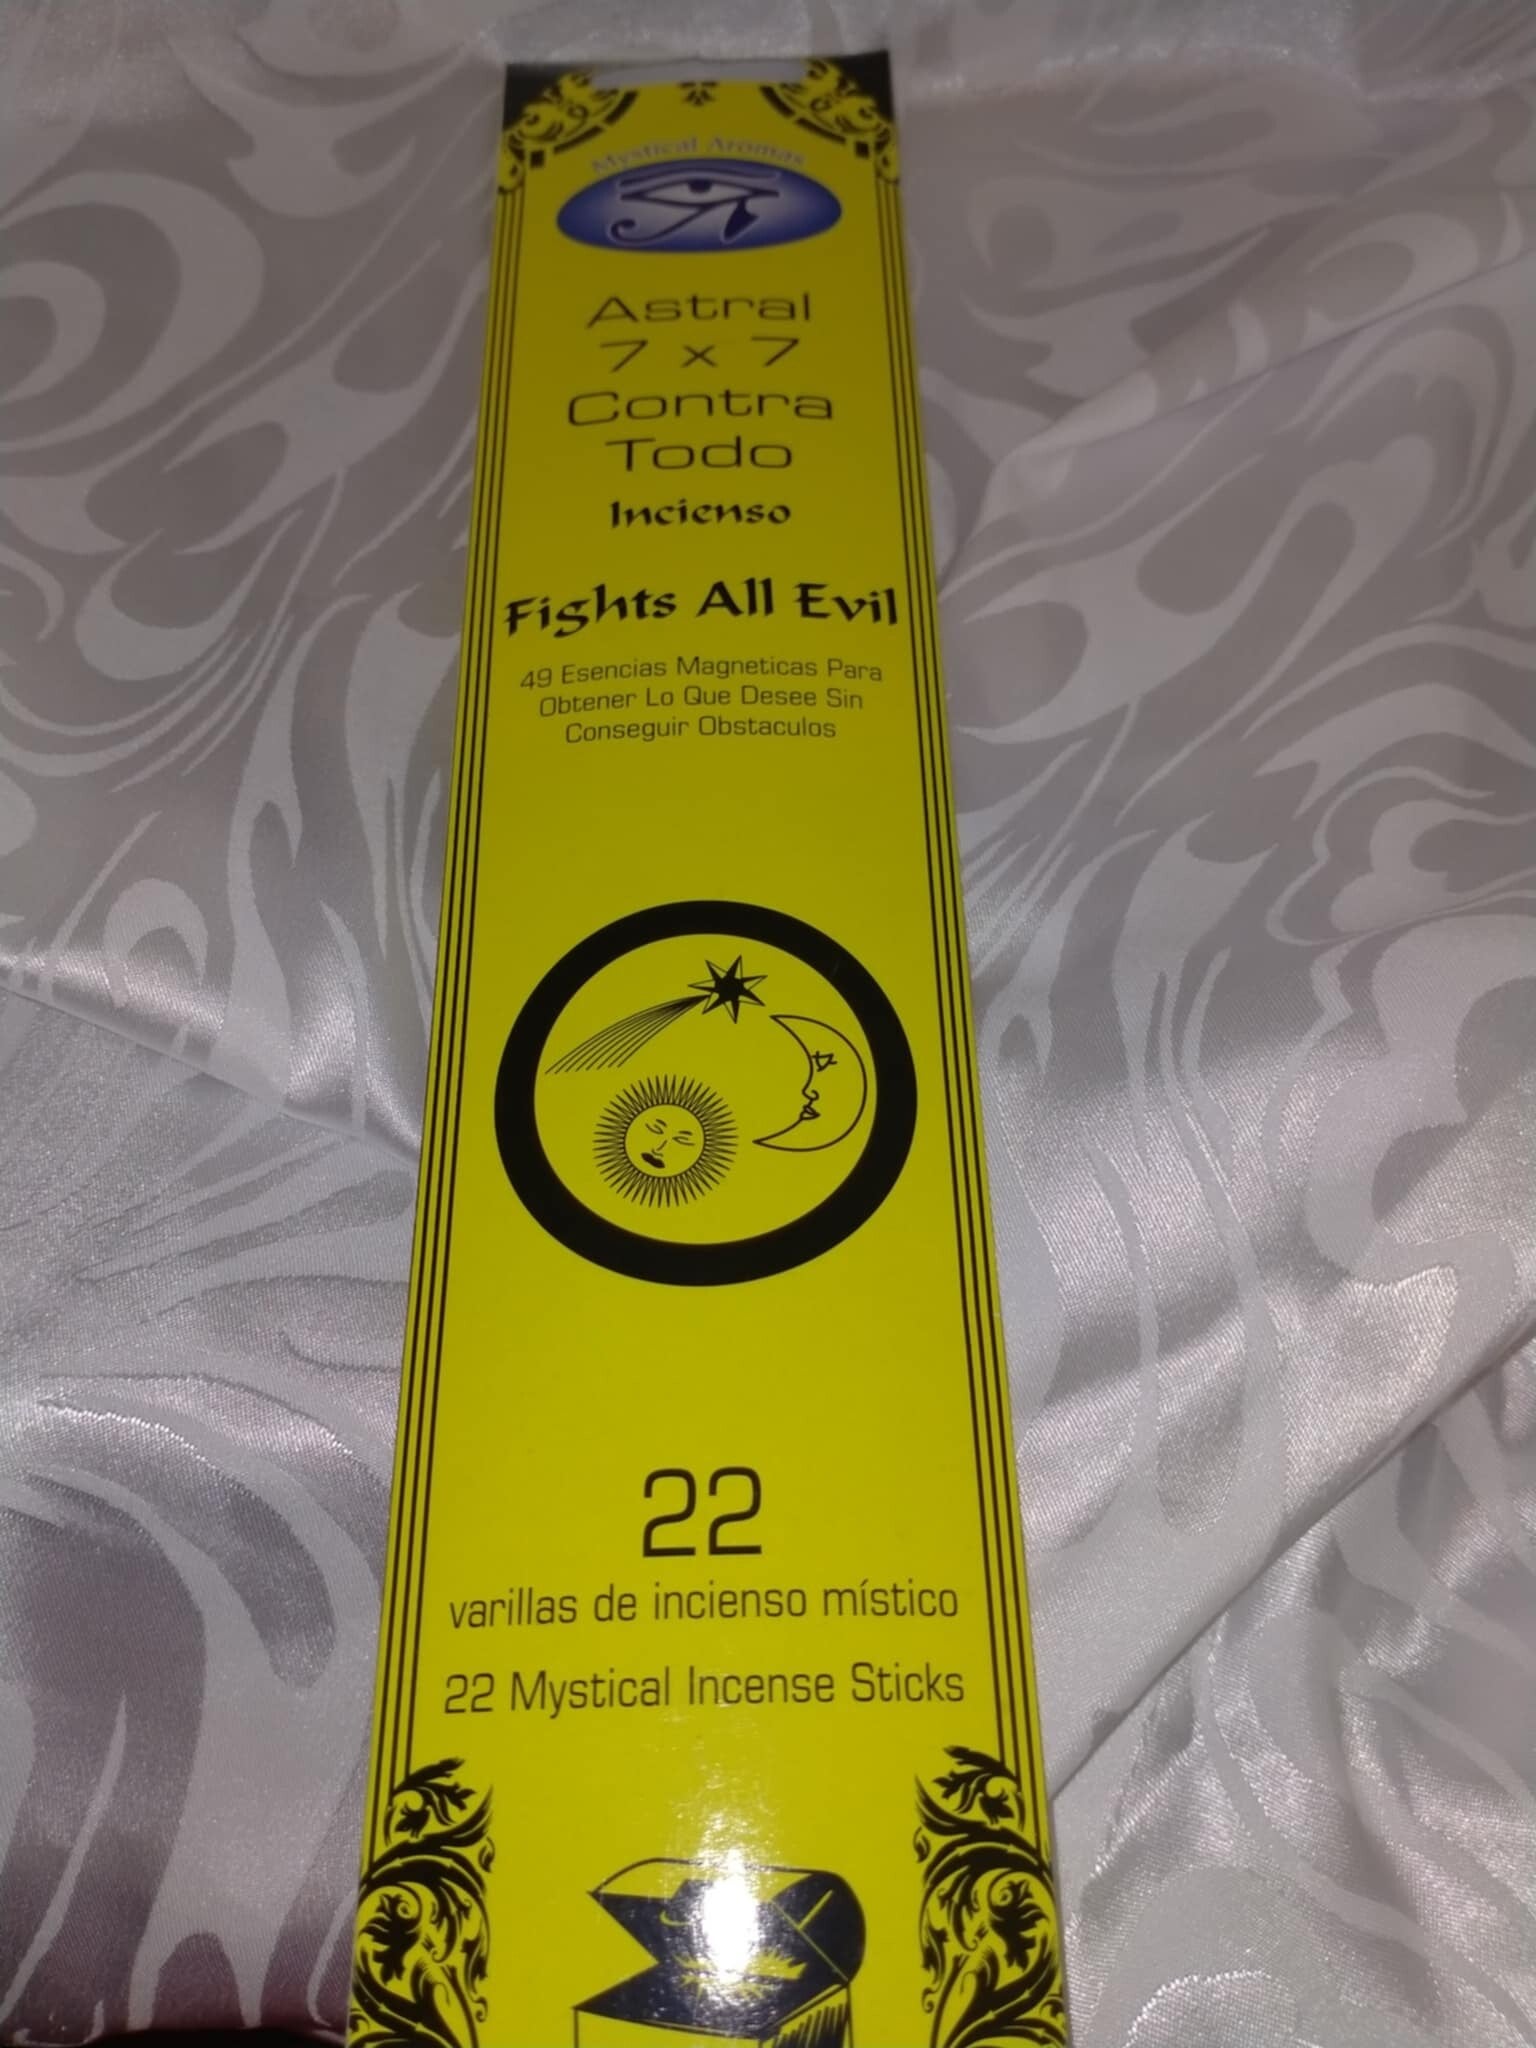 Mystical Aromas
Astral
7 x 7
Contra
Todo
Incienso
Fights All Evil
49 Esencias Magneticas Para
Obtener Lo Que Desee Sin
Conseguir Obstaculos
22
varillas de incienso místico
22 Mystical Incense Sticks